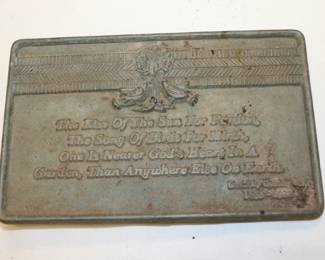 The Kiss Of The Sun For Pardon,
The Song Of Birds For Mirth,
One Is Nearer God's Heart In A
Garden, Than Anywhere Else On Earth